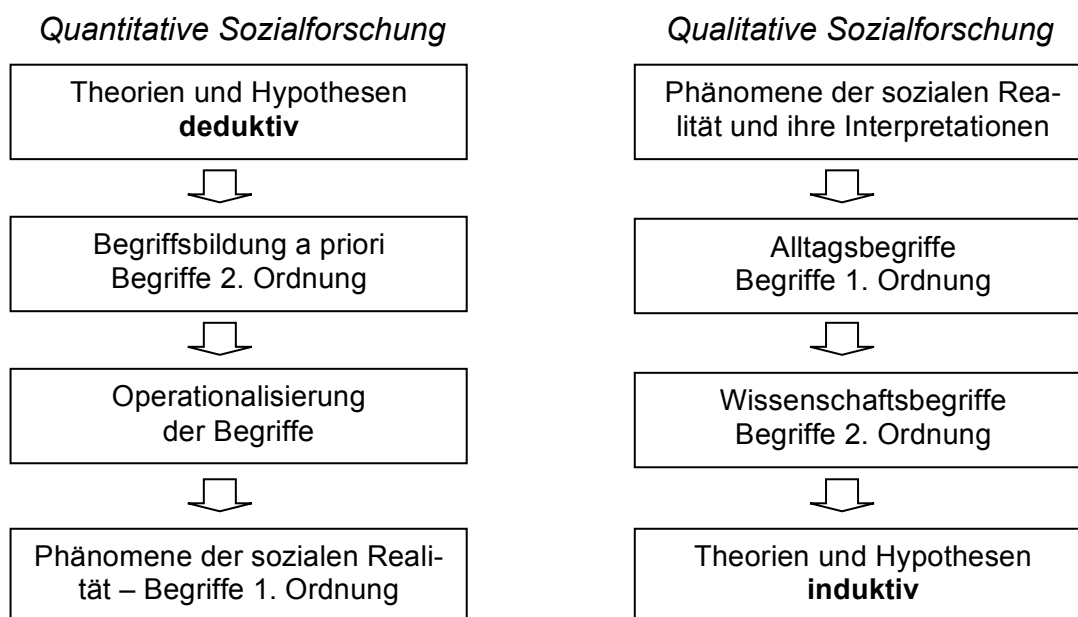 Quantitative Sozialforschung
Theorien und Hypothesen
deduktiv
Begriffsbildung a priori
Begriffe 2. Ordnung
Operationalisierung
der Begriffe
Phänomene der sozialen Reali-
tät – Begriffe 1. Ordnung
Qualitative Sozialforschung
Phänomene der sozialen Rea-
lität und ihre Interpretationen
Alltagsbegriffe
Begriffe 1. Ordnung
Wissenschaftsbegriffe
Begriffe 2. Ordnung
Theorien und Hypothesen
induktiv